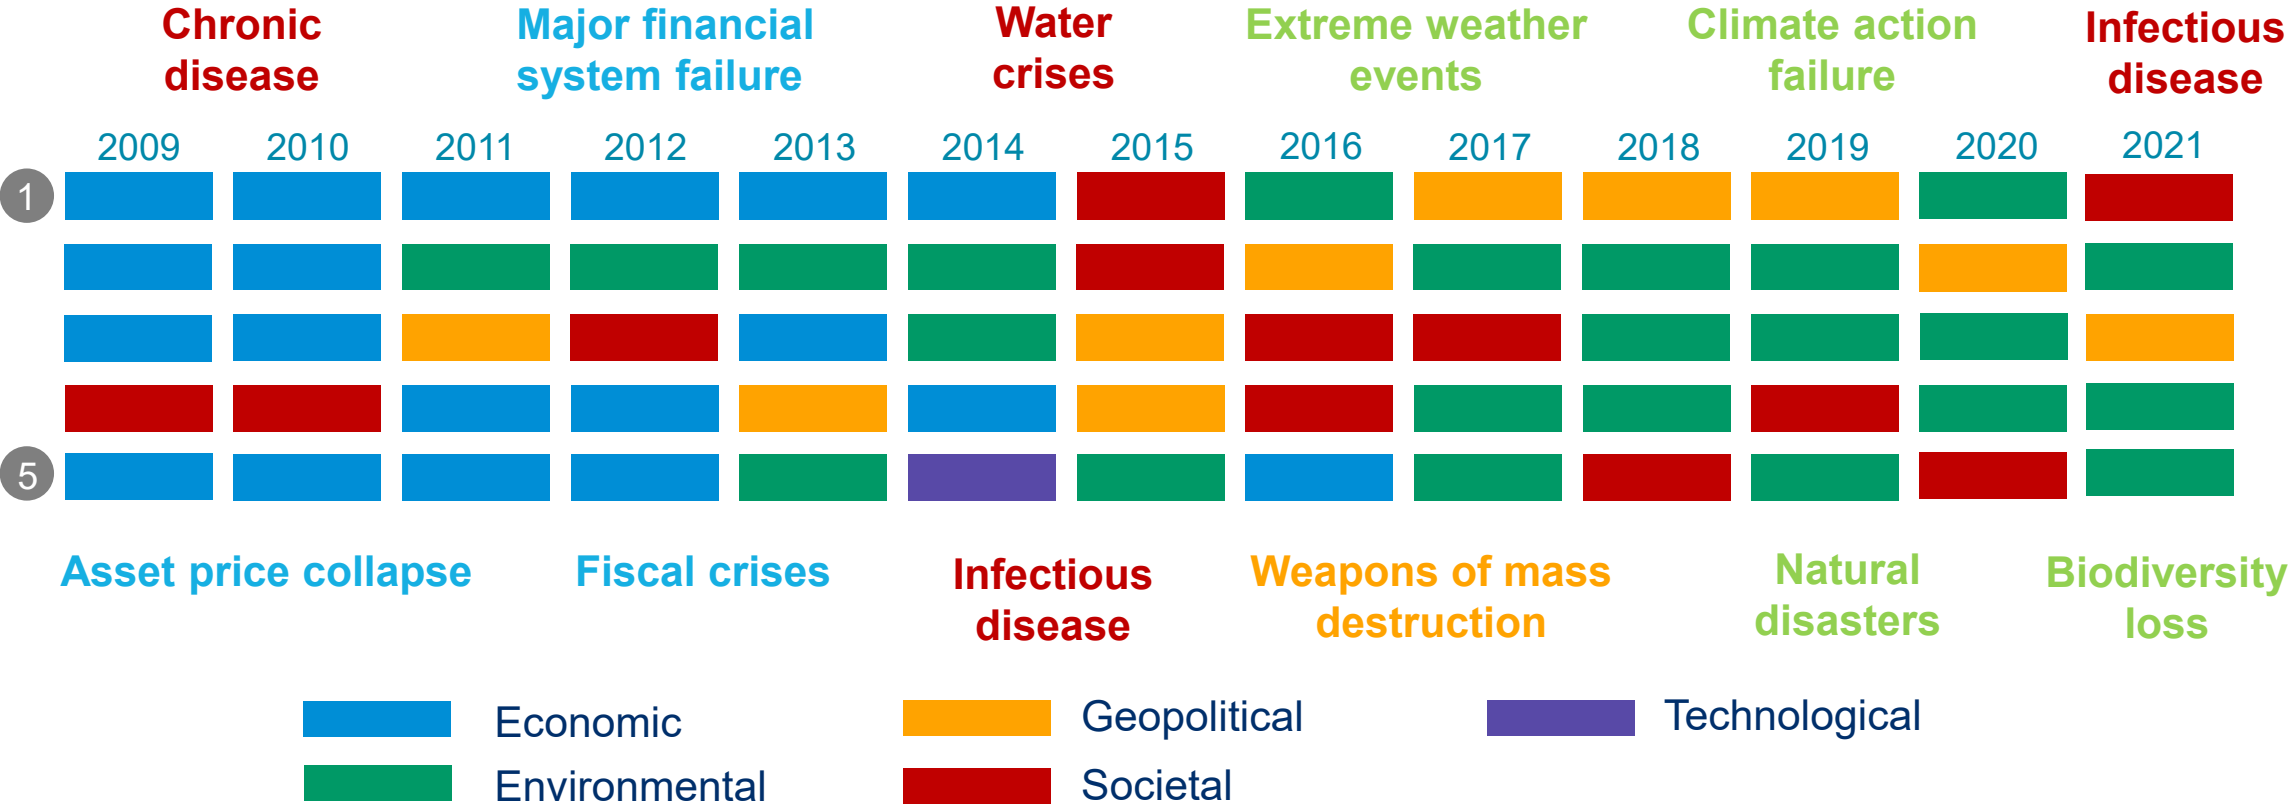 Chronic
disease
Major financial
system failure
Water
crises
Extreme weather
events
Climate action
failure
Infectious
disease
2009 2010 2011 2012 2013 2014 2015 2016 2017 2018 2019 2020 2021
1
5
Asset price collapse
Fiscal crises
Infectious
disease
Weapons of mass
destruction
Natural
disasters
Biodiversity
loss
Economic
Geopolitical
Technological
Environmental
Societal